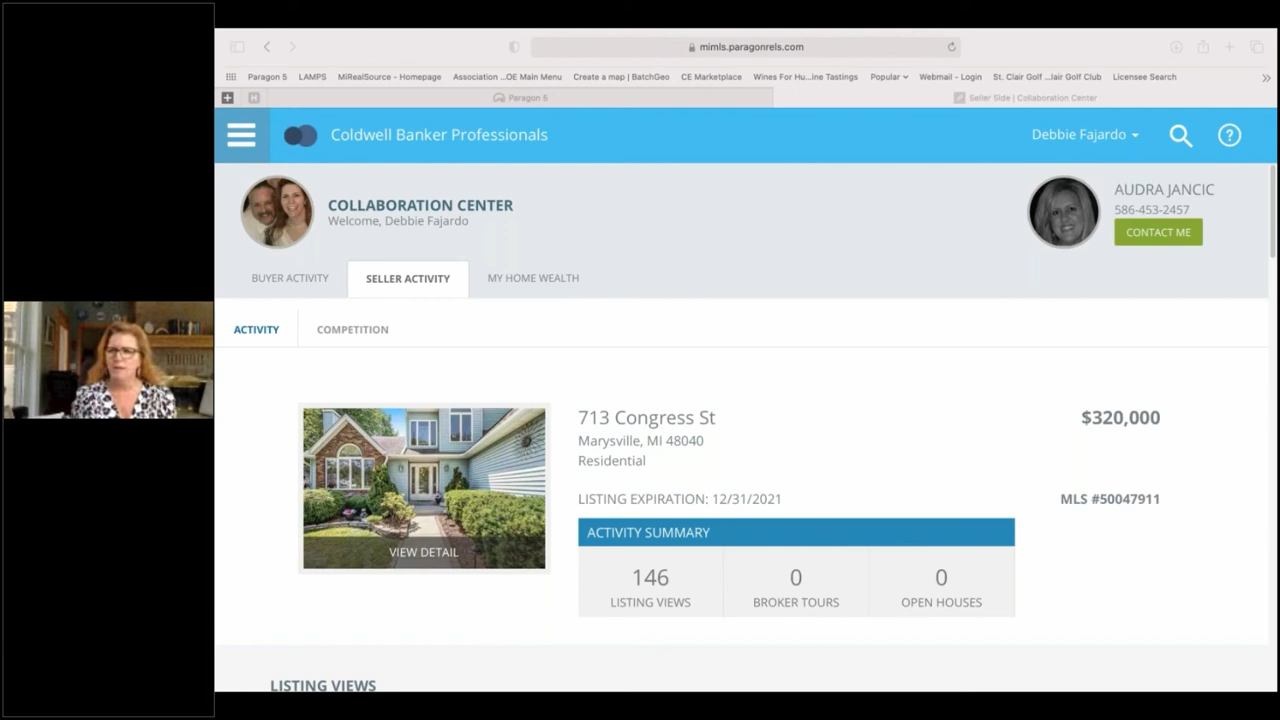 mimls.paragonrels.com
Paragon 5 LAMPS MiRealSource - Homepage Association ...OE Main Menu Create a map | BatchGeo CE Marketplace Wines For Hu...ine Tastings Popular Webmail - Login St. Clair Golf ...lair Golf Club Licensee Search
Paragon 5 Seller Side | Collaboration Center
Coldwell Banker Professionals Debbie Fajardo
COLLABORATION CENTER
Welcome, Debbie Fajardo
AUDRA JANCIC
586-453-2457
CONTACT ME
BUYER ACTIVITY SELLER ACTIVITY MY HOME WEALTH
ACTIVITY COMPETITION
VIEW DETAIL
713 Congress St $320,000
Marysville, MI 48040
Residential
LISTING EXPIRATION: 12/31/2021 MLS #50047911
ACTIVITY SUMMARY
146 0 0
LISTING VIEWS BROKER TOURS OPEN HOUSES
LISTING VIEWS